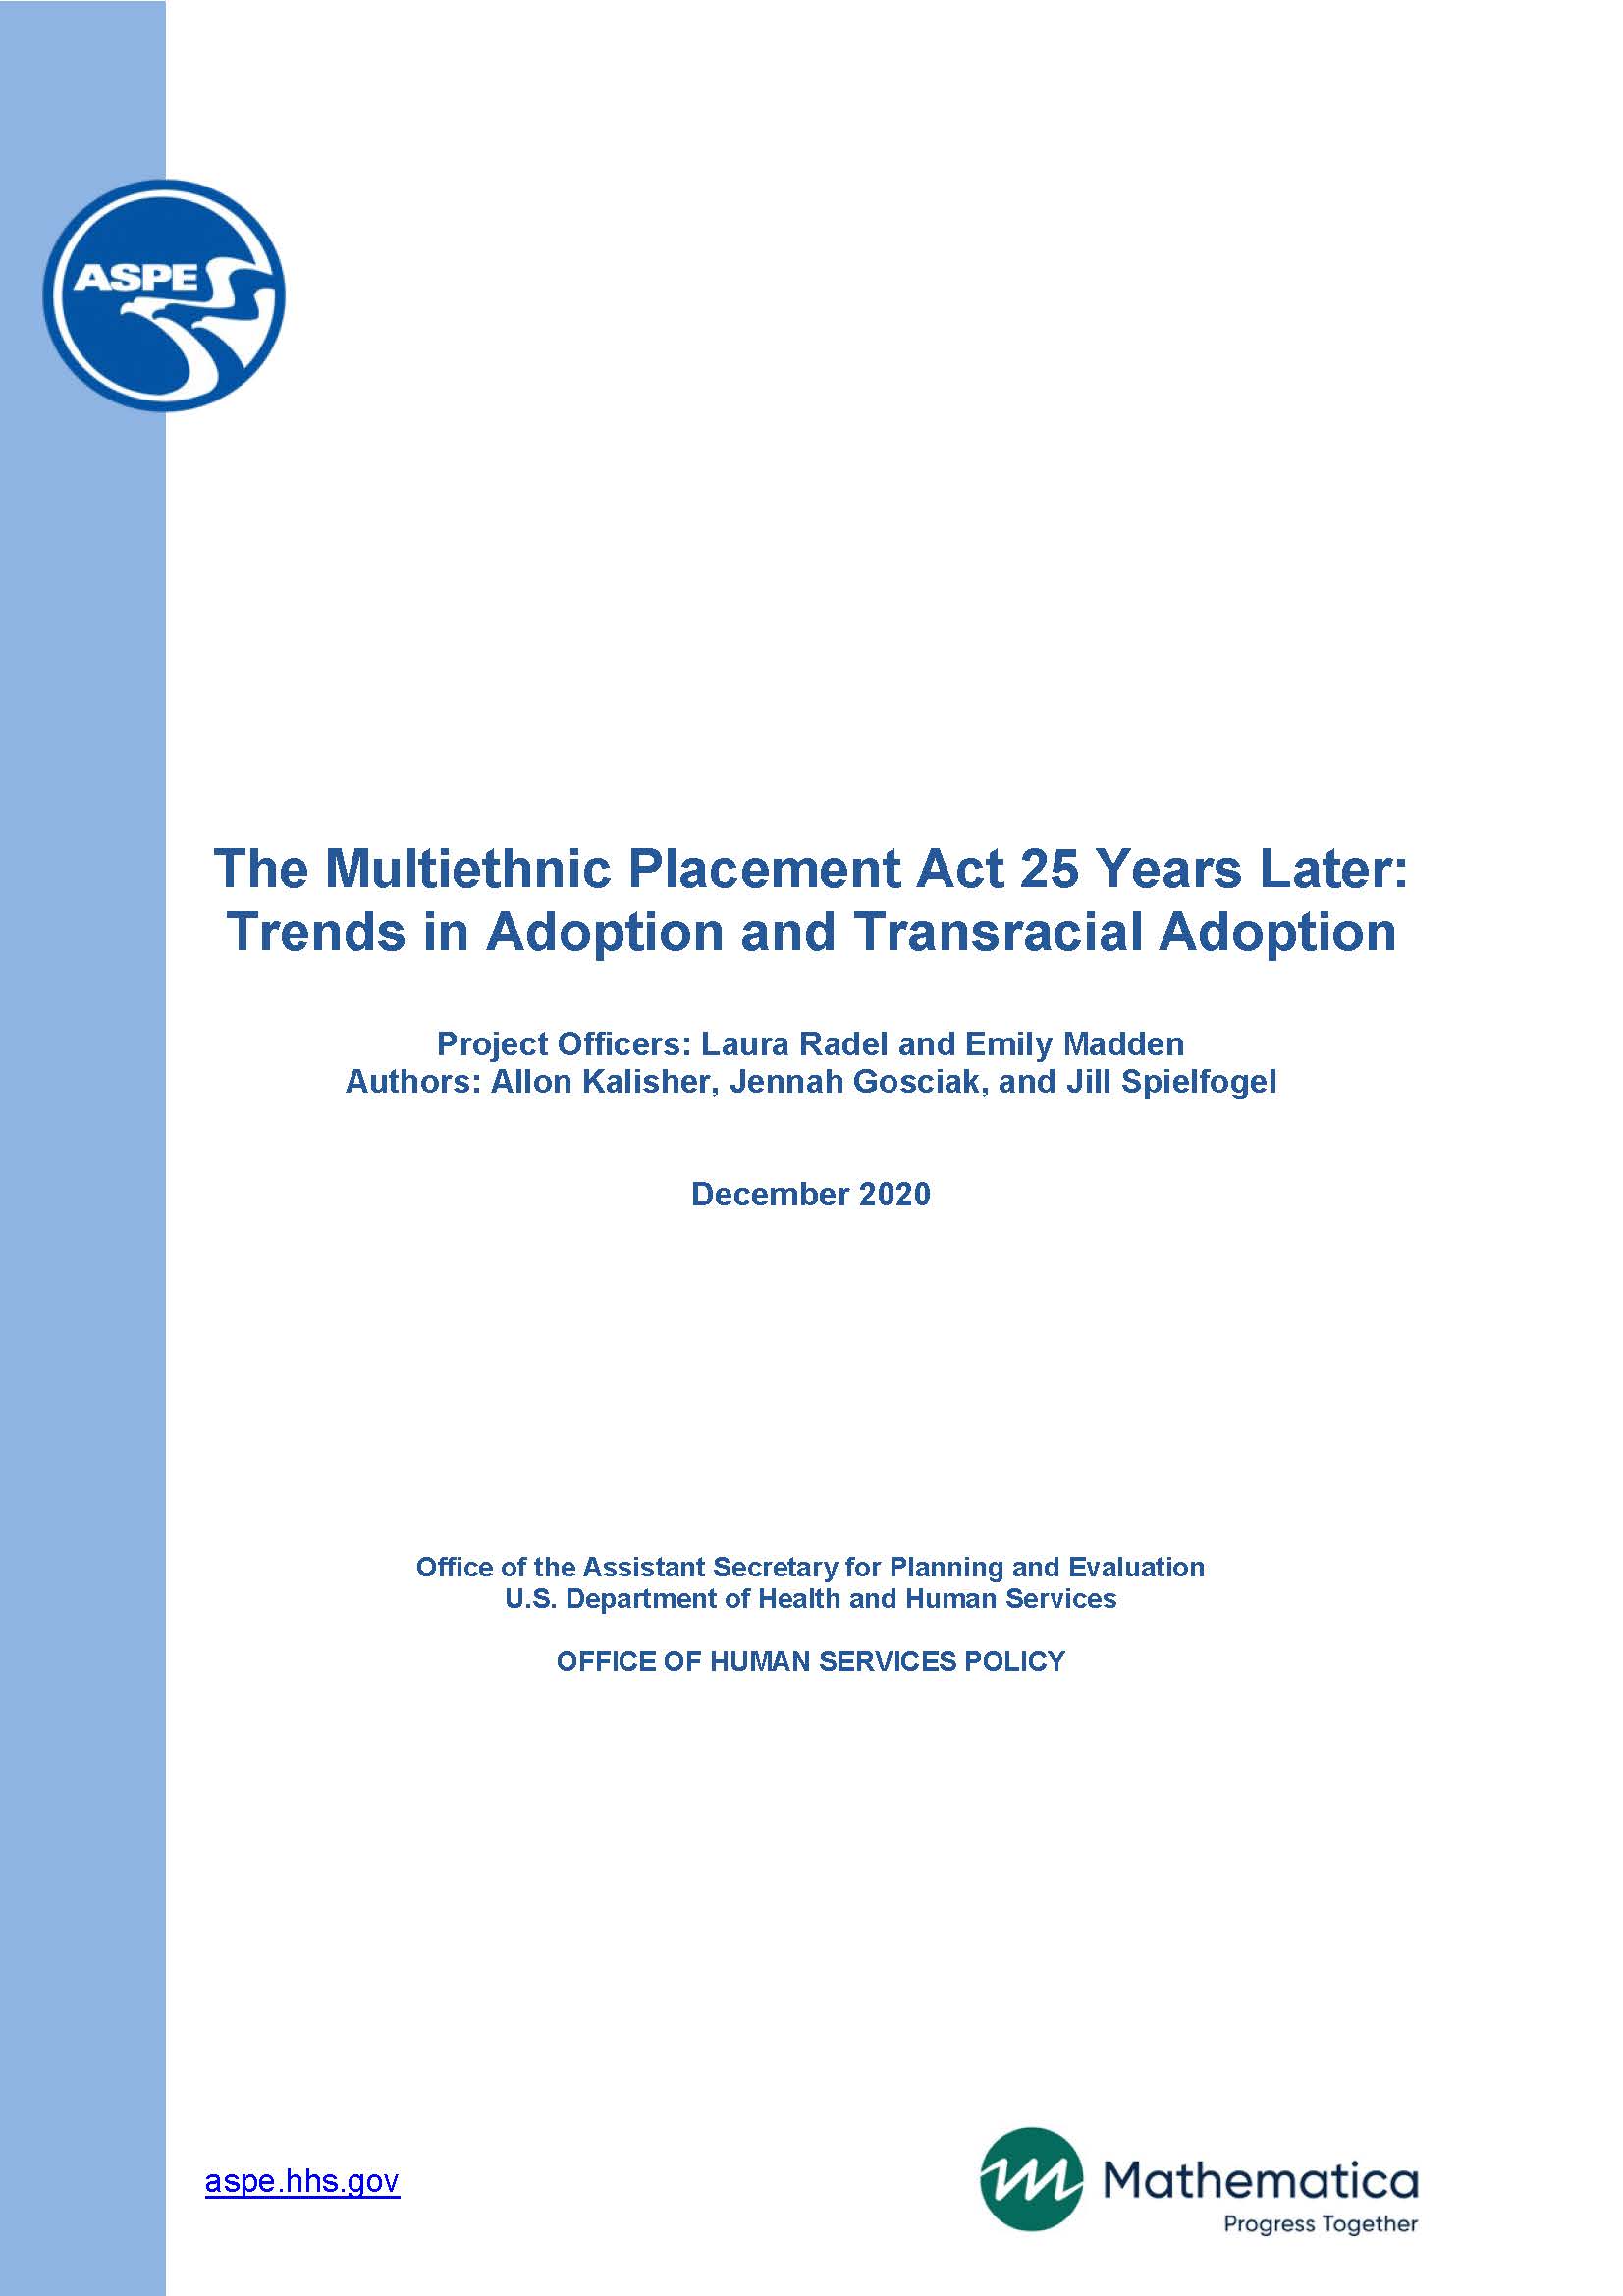 ASPE
The Multiethnic Placement Act 25 Years Later:
Trends in Adoption and Transracial Adoption
Project Officers: Laura Radel and Emily Madden
Authors: Allon Kalisher, Jennah Gosciak, and Jill Spielfogel
December 2020
Office of the Assistant Secretary for Planning and Evaluation
U.S. Department of Health and Human Services
OFFICE OF HUMAN SERVICES POLICY
aspe.hhs.gov
Mathematica
Progress Together